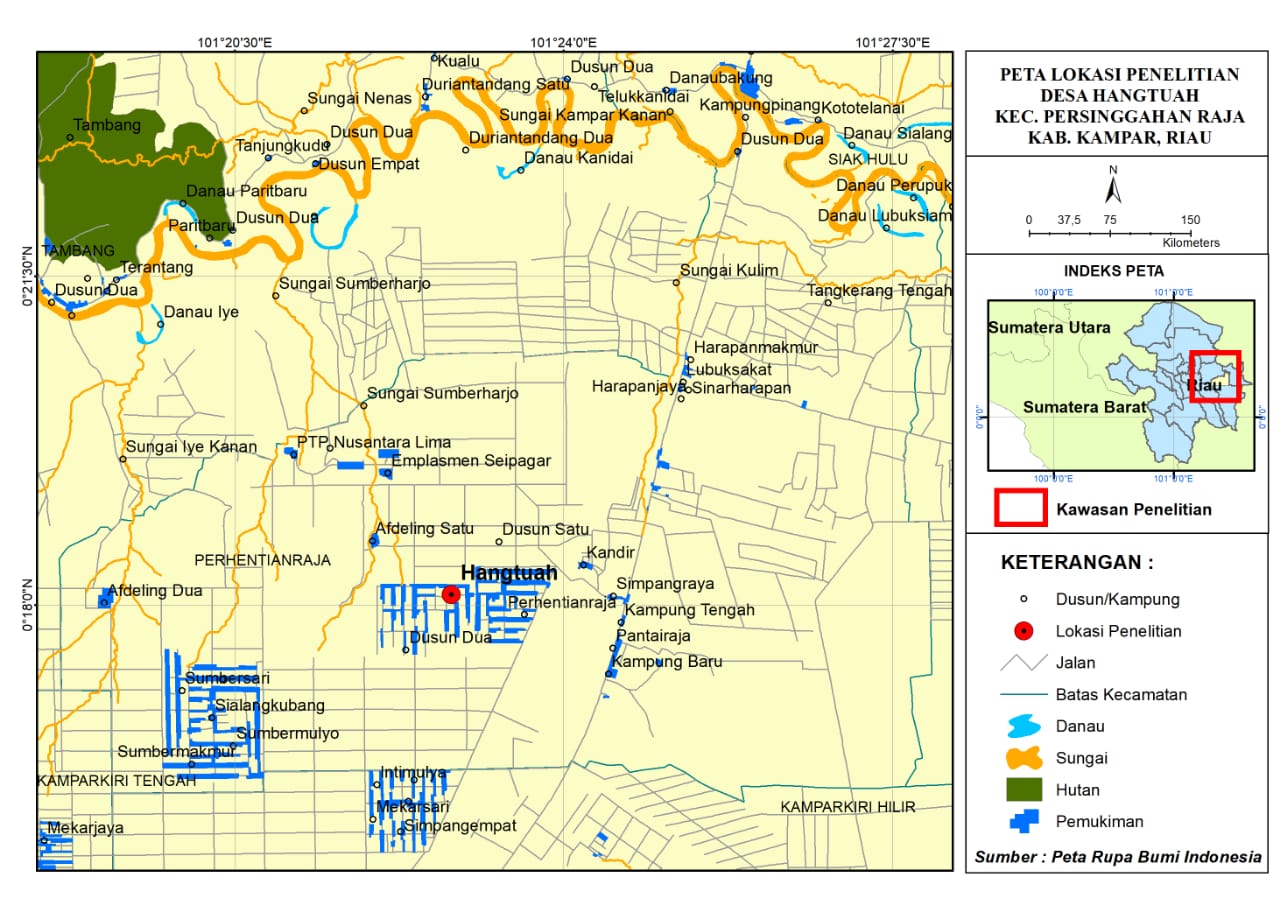 101°20'30"E
101°24'0"E
101°27'30"E
Kualu
Dusun Dua
Duriantandang Satu
Danaubakung
Sungai Nenas
Telukkanidai
Kampungpinang
Kototelanai
Sungai Kampar Kanan
Tambang
Dusun Dua
Duriantandang Dua
Dusun Dua
Danau Sialang
Tanjungkudu
Dusun Empat
Danau Kanidai
SIAK HULU
Danau Paritbaru
Danau Perupuk
Paritbaru
Dusun Dua
Danau Lubuksiam
TAMBANG
Terantang
Sungai Kulim
Dusun Dua
Sungai Sumberharjo
Tangkerang Tengah
0°21'30"N
Danau Iye
Harapanmakmur
Lubuksakat
Harapanjaya
Sinarharapan
Sungai Sumberharjo
Sungai Iye Kanan
PTP Nusantara Lima
Emplasmen Seipagar
Afdeling Satu
Dusun Satu
PERHENTIANRAJA
Kandir
Hangtuah
Afdeling Dua
Simpangraya
0°18'0"N
Perhentianraja
Kampung Tengah
Dusun Dua
Pantairaja
Kampung Baru
Sumbersari
Sialangkubang
Sumbermulyo
Sumbermakmur
KAMPARKIRI TENGAH
Intimulya
Mekarsari
KAMPARKIRI HILIR
Mekarjaya
Simpangempat
PETA LOKASI PENELITIAN
DESA HANGTUAH
KEC. PERSINGGAHAN RAJA
KAB. KAMPAR, RIAU
N
0 37,5 75 150
Kilometers
INDEKS PETA
100°0'0"E 101°0'0"E
Sumatera Utara
Riau
Sumatera Barat
0°0'0"
0°0'0"
100°0'0"E 101°0'0"E
Kawasan Penelitian
KETERANGAN :
Dusun/Kampung
Lokasi Penelitian
Jalan
Batas Kecamatan
Danau
Sungai
Hutan
Pemukiman
Sumber : Peta Rupa Bumi Indonesia